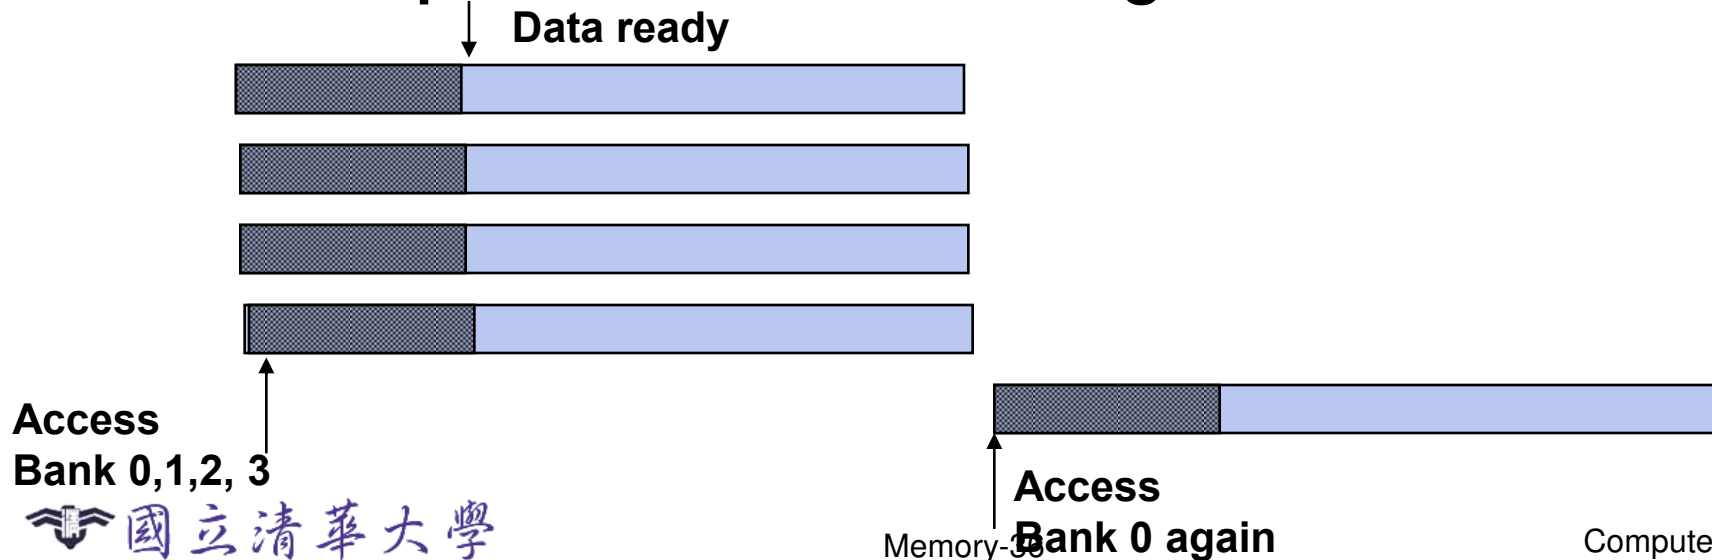 Data ready
Access
Bank 0,1,2, 3
Access
Bank 0 again
國立清華大學
Memory-
Compute